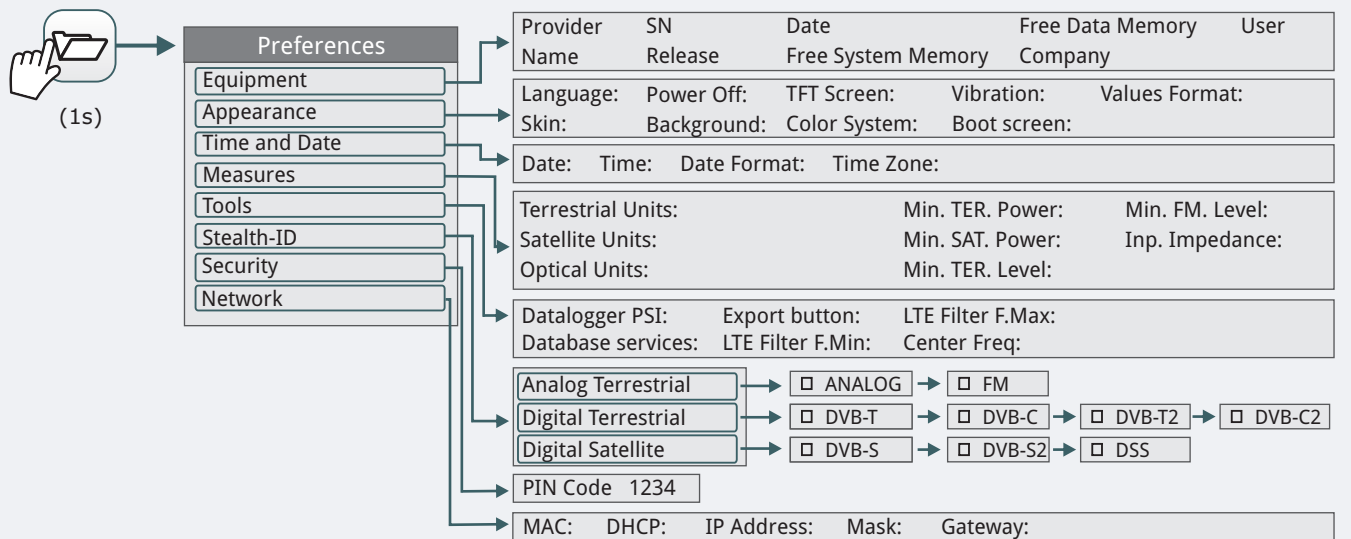 (1s)
Preferences
Equipment
Appearance
Time and Date
Measures
Tools
Stealth-ID
Security
Network
Provider SN Date Free Data Memory User
Name Release Free System Memory Company
Language: Power Off: TFT Screen: Vibration: Values Format:
Skin: Background: Color System: Boot screen:
Date: Time: Date Format: Time Zone:
Terrestrial Units: Min. TER. Power: Min. FM. Level:
Satellite Units: Min. SAT. Power: Inp. Impedance:
Optical Units: Min. TER. Level:
Datalogger PSI: Export button: LTE Filter F.Max:
Database services: LTE Filter F.Min: Center Freq:
Analog Terrestrial ANALOG FM
Digital Terrestrial DVB-T DVB-C DVB-T2 DVB-C2
Digital Satellite DVB-S DVB-S2 DSS
PIN Code 1234
MAC: DHCP: IP Address: Mask: Gateway: